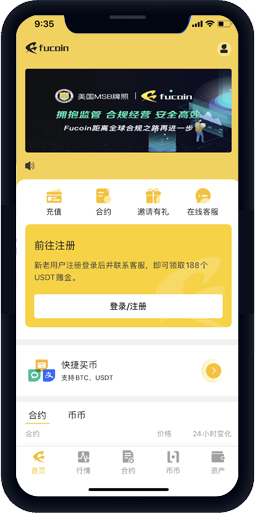 9:35
fucoin
美国MSB牌照 fucoin
拥抱监管 合规经营 安全高效
Fucoin距离全球合规之路再进一步
充值 合约 邀请有礼 在线客服
前往注册
新老用户注册登录后并联系客服，即可领取188个
USDT赠金。
登录/注册
快捷买币
支持BTC、USDT
合约 币币
合约 价格 24小时变化
首页 行情 合约 币币 资产